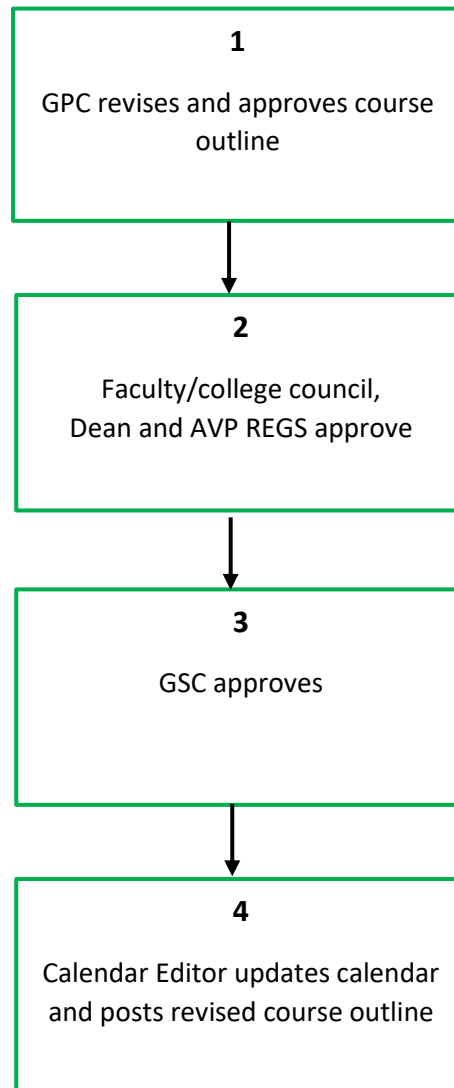 1
GPC revises and approves course
outline
2
Faculty/college council,
Dean and AVP REGS approve
3
GSC approves
4
Calendar Editor updates calendar
and posts revised course outline